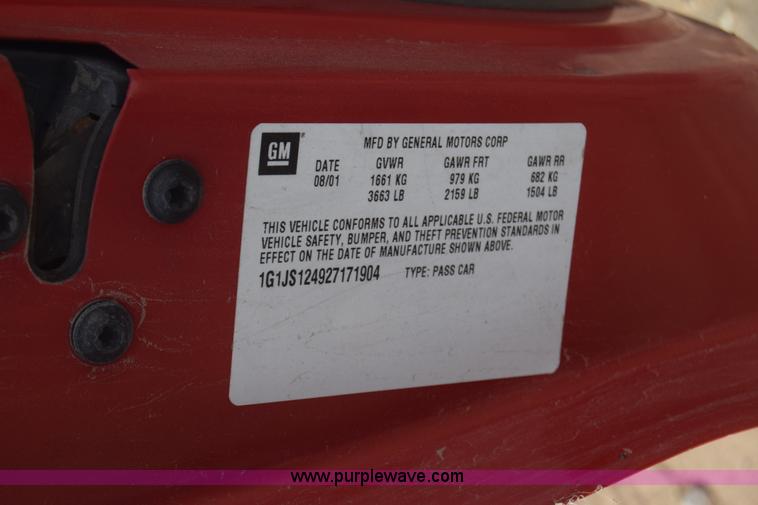 GM ® MFD BY GENERAL MOTORS CORP
DATE GVWR GAWR FRT GAWR RR
08/01 1661 KG 979 KG 682 KG
3663 LB 2159 LB 1504 LB
THIS VEHICLE CONFORMS TO ALL APPLICABLE U.S. FEDERAL MOTOR
VEHICLE SAFETY, BUMPER, AND THEFT PREVENTION STANDARDS IN
EFFECT ON THE DATE OF MANUFACTURE SHOWN ABOVE.
1G1JS124927171904 TYPE: PASS CAR
www.purplewave.com